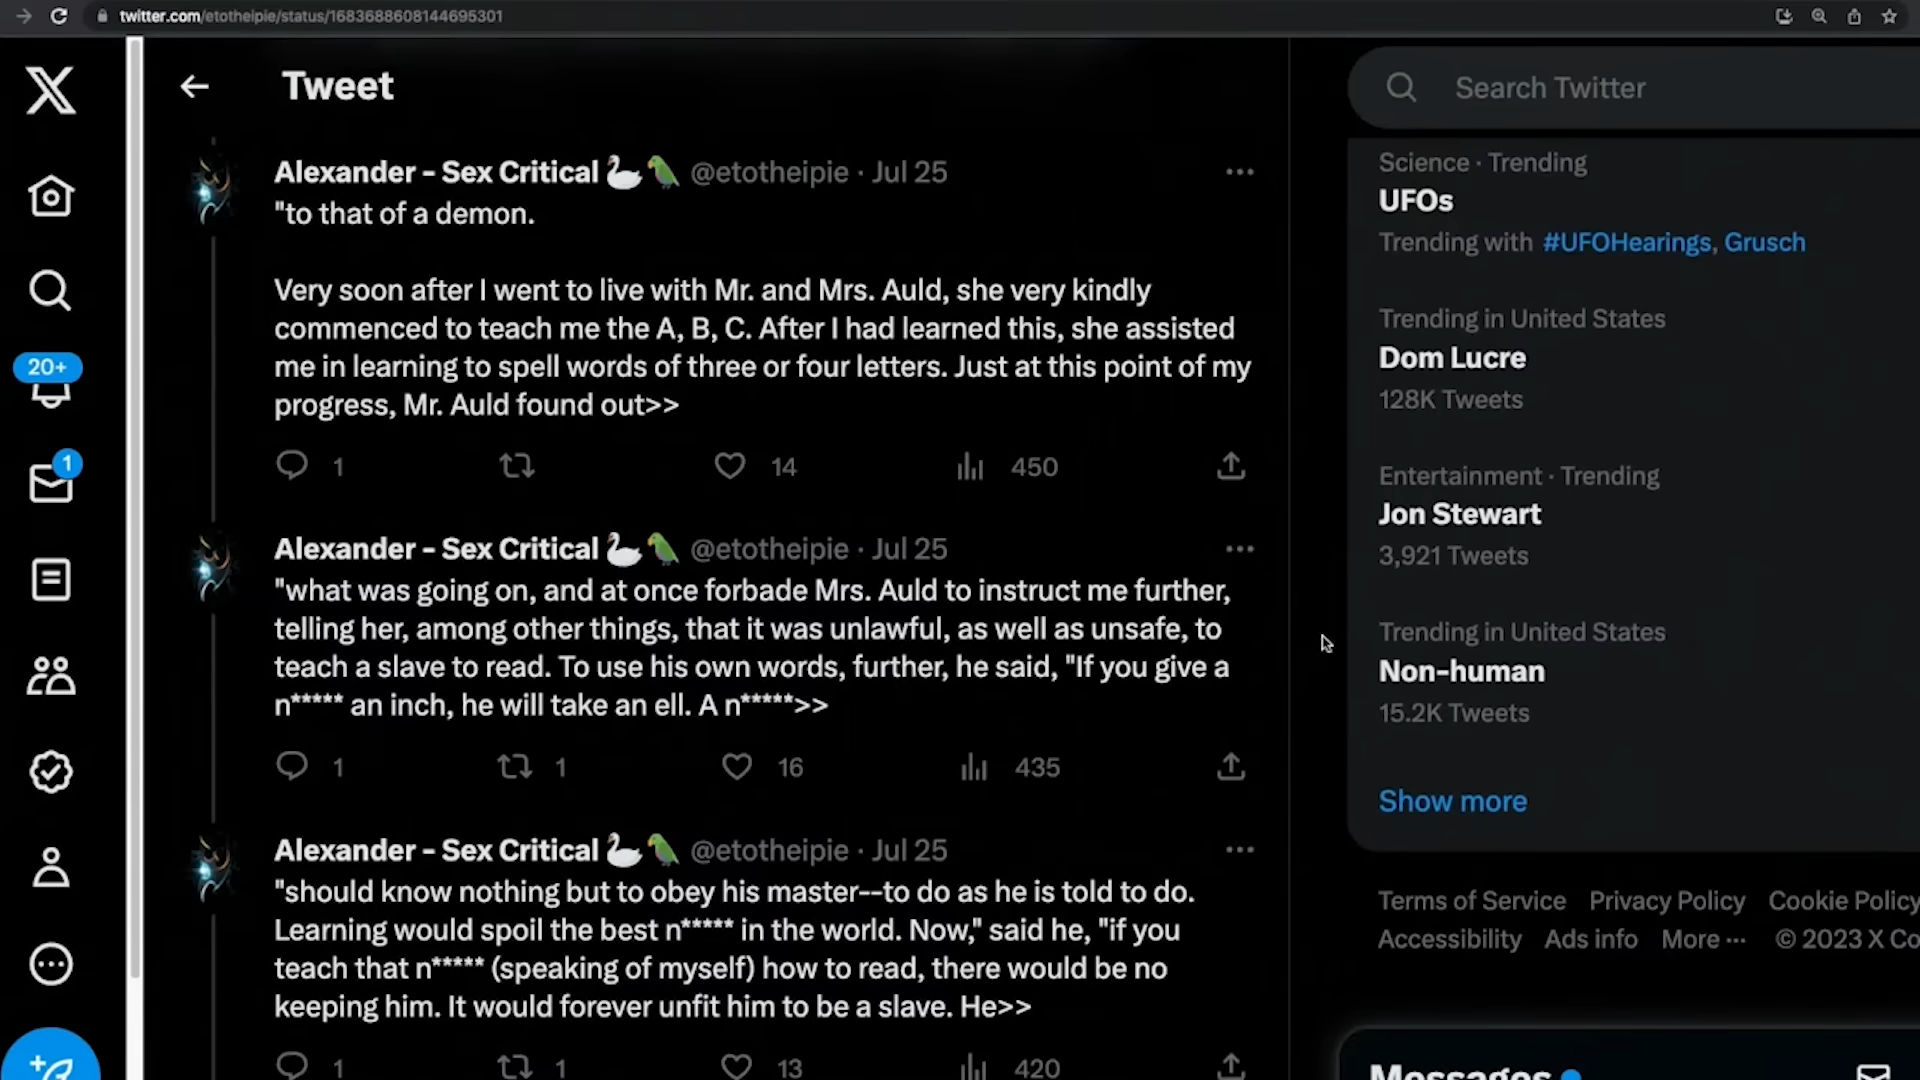 twitter.com/etotheipie/status/1683688608144695301
Tweet
Search Twitter
20+
1
Alexander - Sex Critical 🦢🦜 @etotheipie · Jul 25
"to that of a demon.
Very soon after I went to live with Mr. and Mrs. Auld, she very kindly
commenced to teach me the A, B, C. After I had learned this, she assisted
me in learning to spell words of three or four letters. Just at this point of my
progress, Mr. Auld found out>>
1 14 450
Alexander - Sex Critical 🦢🦜 @etotheipie · Jul 25
"what was going on, and at once forbade Mrs. Auld to instruct me further,
telling her, among other things, that it was unlawful, as well as unsafe, to
teach a slave to read. To use his own words, further, he said, "If you give a
n***** an inch, he will take an ell. A n*****>>
1 1 16 435
Alexander - Sex Critical 🦢🦜 @etotheipie · Jul 25
"should know nothing but to obey his master--to do as he is told to do.
Learning would spoil the best n***** in the world. Now," said he, "if you
teach that n***** (speaking of myself) how to read, there would be no
keeping him. It would forever unfit him to be a slave. He>>
1 1 13 420
Science · Trending
UFOs
Trending with #UFOHearings, Grusch
Trending in United States
Dom Lucre
128K Tweets
Entertainment · Trending
Jon Stewart
3,921 Tweets
Trending in United States
Non-human
15.2K Tweets
Show more
Terms of Service Privacy Policy Cookie Policy
Accessibility Ads info More ··· © 2023 X Co
Messages